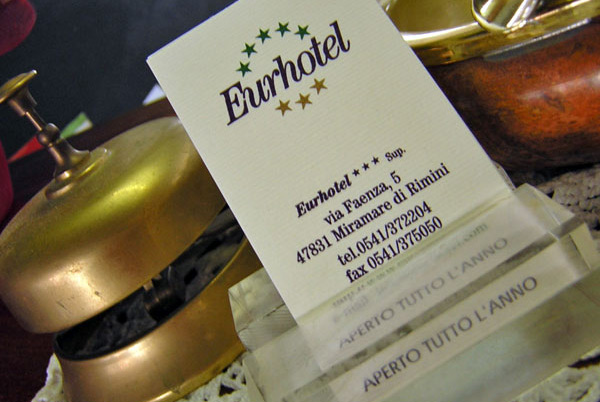 Eurhotel
Eurhotel *** Sup.
via Faenza, 5
47831 Miramare di Rimini
tel.0541/372204
fax 0541/375050
APERTO TUTTO L'ANNO
APERTO TUTTO L'ANNO